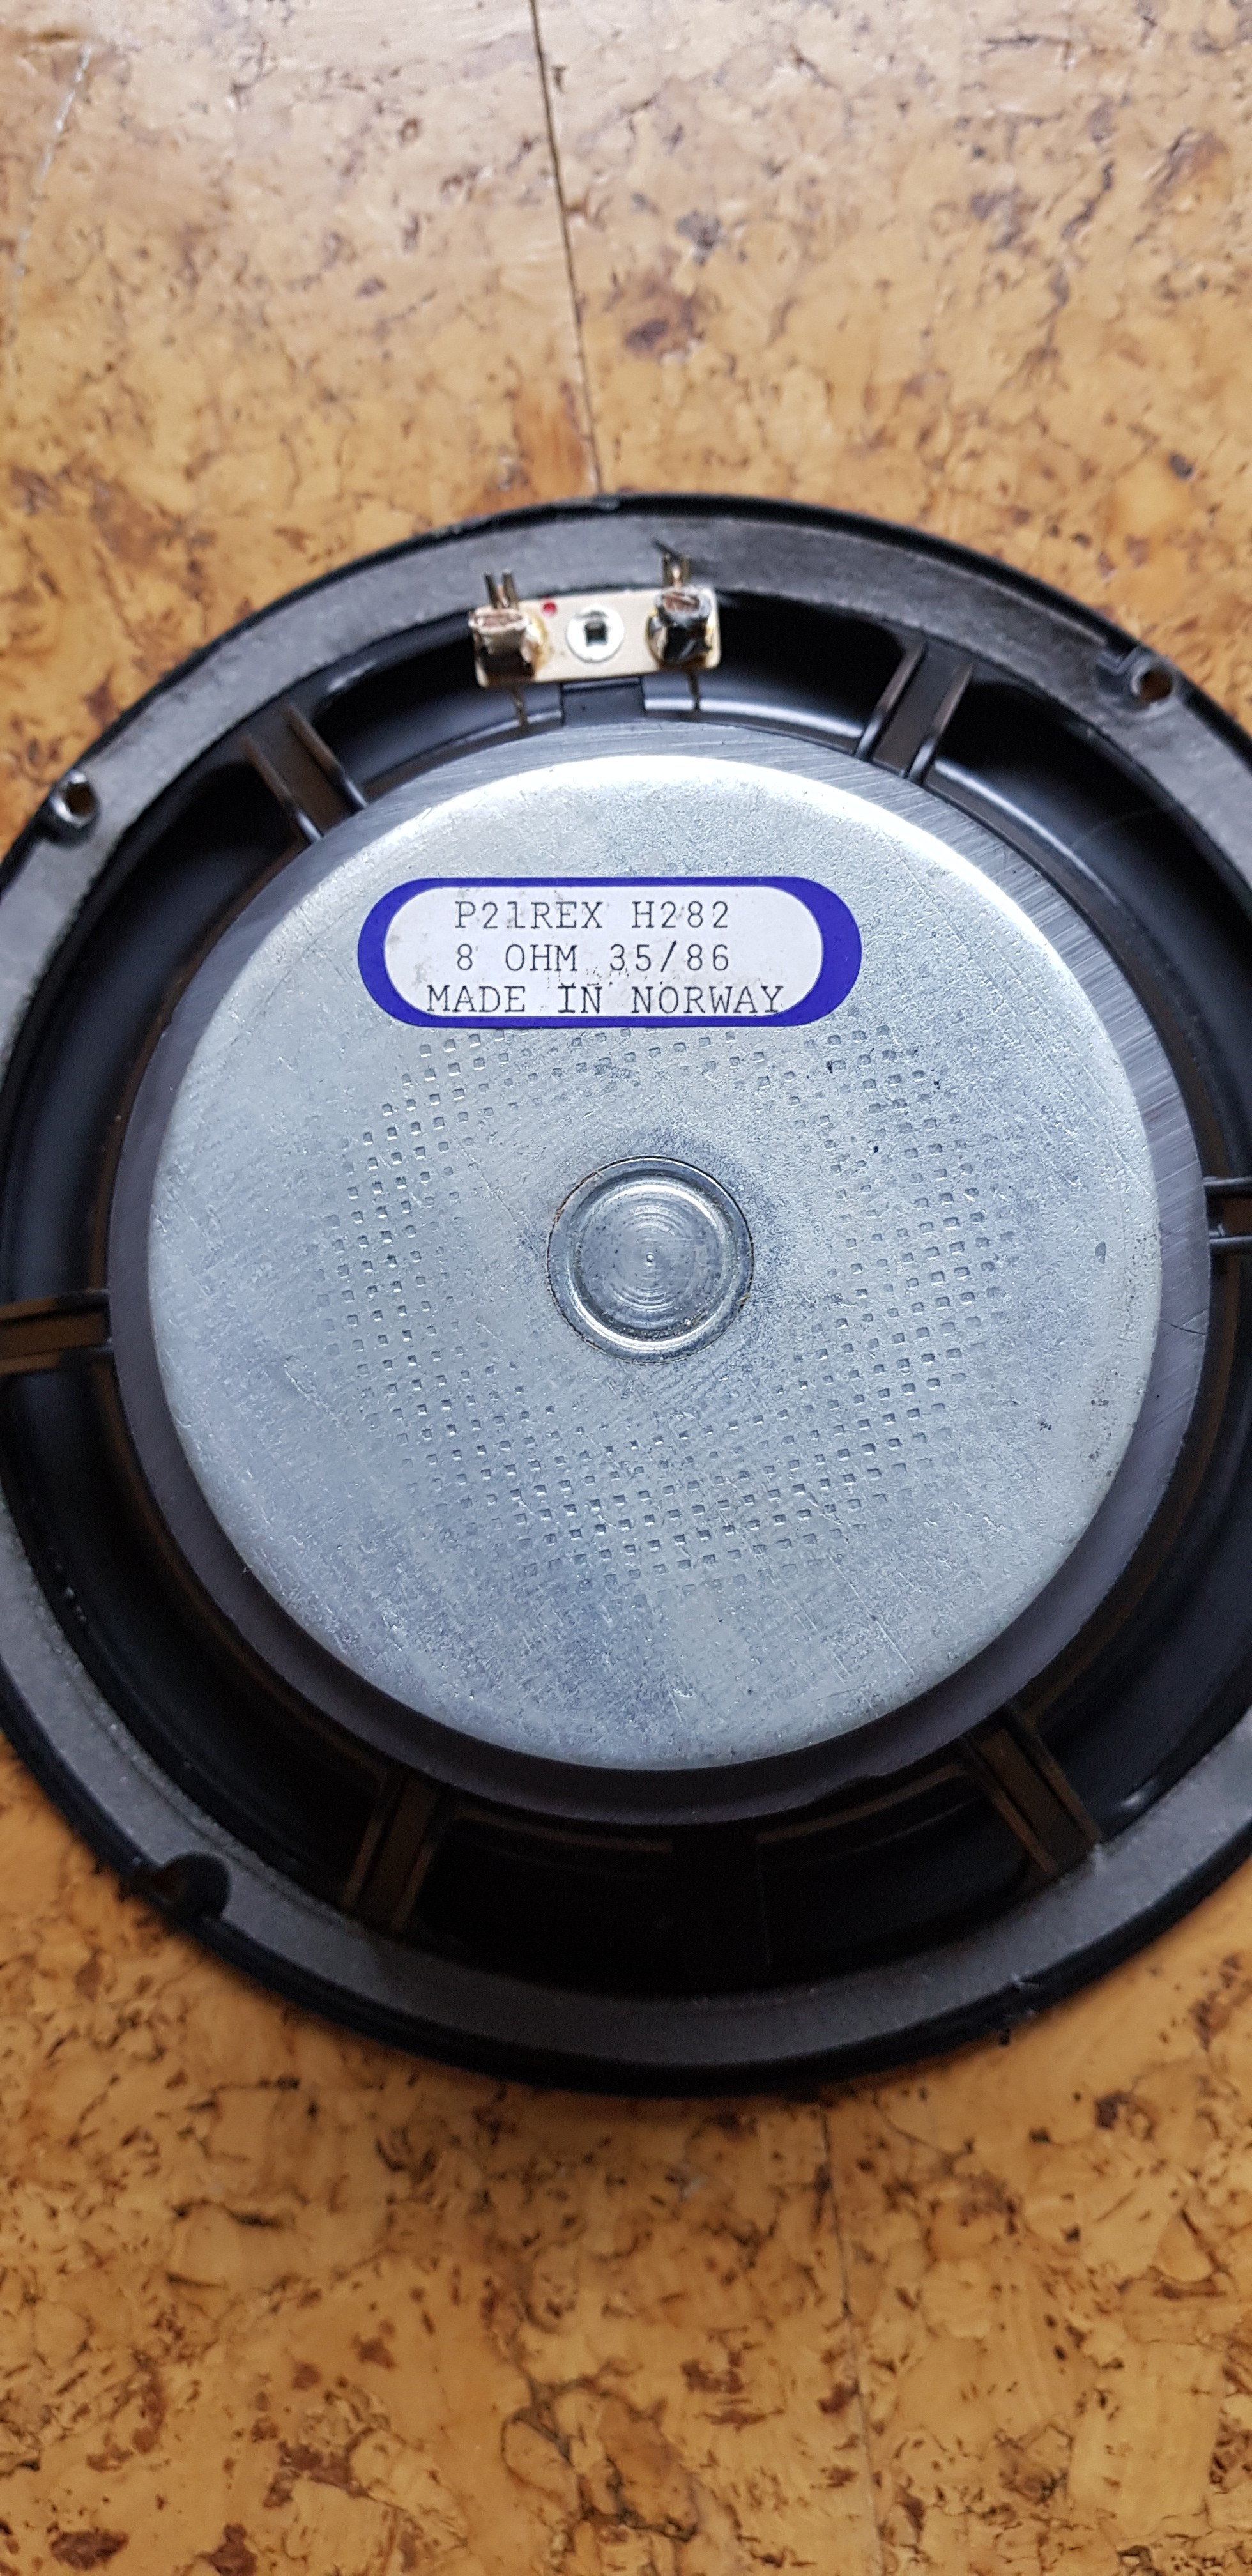 P21REX H282
8 OHM 35/86
MADE IN NORWAY